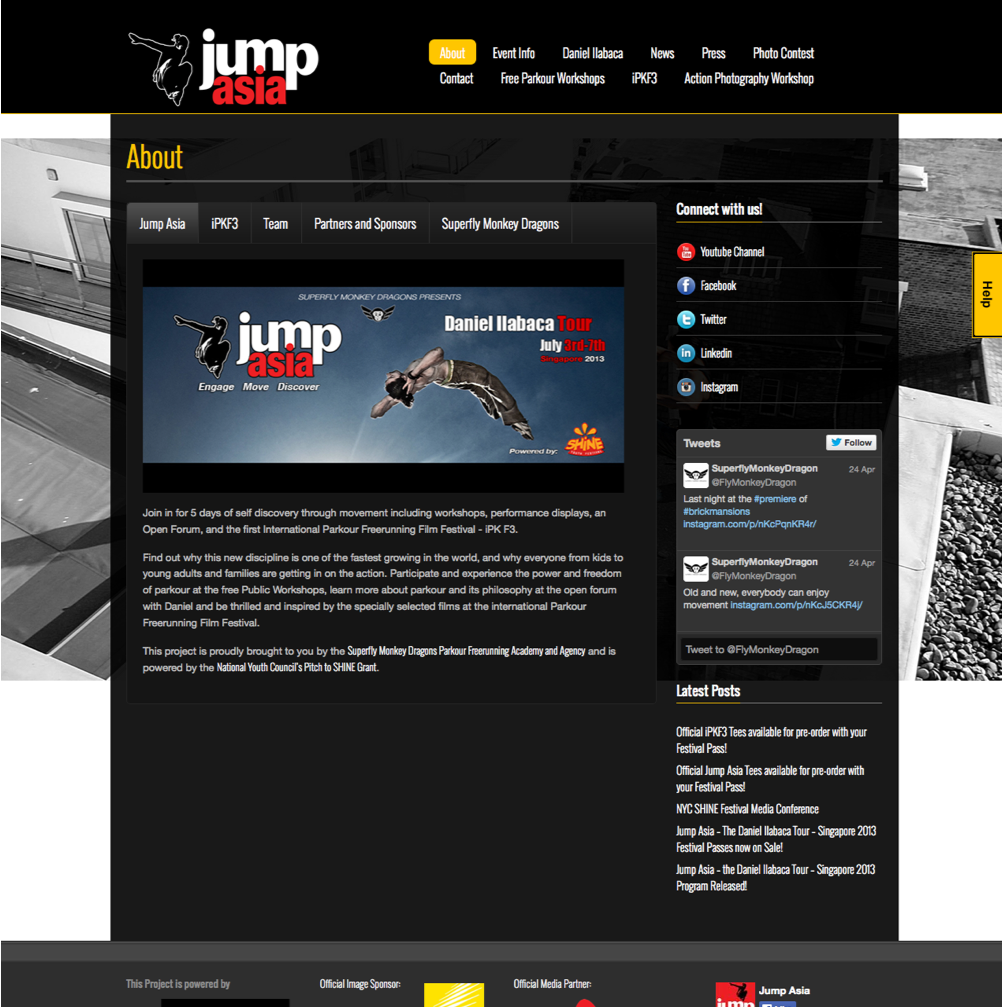 jump
asia
About
Event Info
Daniel Ilabaca
News
Press
Photo Contest
Contact
Free Parkour Workshops
iPKF3
Action Photography Workshop
About
Jump Asia
iPKF3
Team
Partners and Sponsors
Superfly Monkey Dragons
SUPERFLY MONKEY DRAGONS PRESENTS
jump
asia
Engage Move Discover
Daniel Ilabaca Tour
July 3rd-7th
Singapore 2013
Powered by:
SHINE
Join in for 5 days of self discovery through movement including workshops, performance displays, an
Open Forum, and the first International Parkour Freerunning Film Festival - iPK F3.
Find out why this new discipline is one of the fastest growing in the world, and why everyone from kids to
young adults and families are getting in on the action. Participate and experience the power and freedom
of parkour at the free Public Workshops, learn more about parkour and its philosophy at the open forum
with Daniel and be thrilled and inspired by the specially selected films at the international Parkour
Freerunning Film Festival.
This project is proudly brought to you by the Superfly Monkey Dragons Parkour Freerunning Academy and Agency and is
powered by the National Youth Council's Pitch to SHINE Grant.
Connect with us!
Youtube Channel
Facebook
Twitter
Linkedin
Instagram
Help
Tweets
Follow
SuperflyMonkeyDragon 24 Apr
@FlyMonkeyDragon
Last night at the #premiere of
#brickmansions
instagram.com/p/nKcPqnKR4r/
SuperflyMonkeyDragon 24 Apr
@FlyMonkeyDragon
Old and new, everybody can enjoy
movement instagram.com/p/nKcJ5CKR4j/
Tweet to @FlyMonkeyDragon
Latest Posts
Official iPKF3 Tees available for pre-order with your
Festival Pass!
Official Jump Asia Tees available for pre-order with
your Festival Pass!
NYC SHINE Festival Media Conference
Jump Asia – The Daniel Ilabaca Tour – Singapore 2013
Festival Passes now on Sale!
Jump Asia – the Daniel Ilabaca Tour – Singapore 2013
Program Released!
This Project is powered by
Official Image Sponsor:
Official Media Partner:
jump
Jump Asia